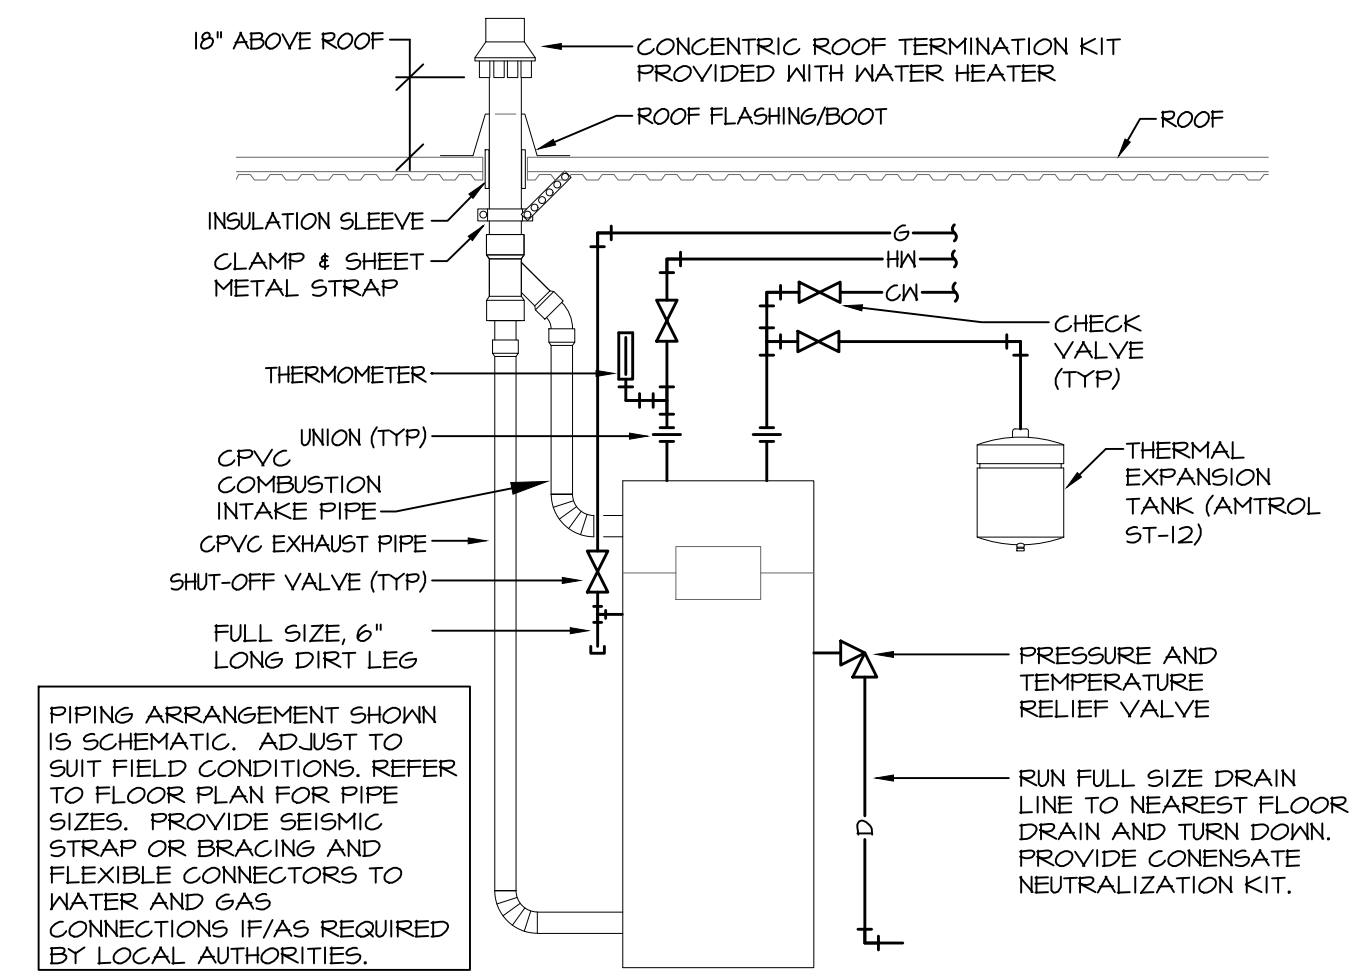 18" ABOVE ROOF
CONCENTRIC ROOF TERMINATION KIT
PROVIDED WITH WATER HEATER
ROOF FLASHING/BOOT
ROOF
INSULATION SLEEVE
CLAMP & SHEET
METAL STRAP
G
HW
CW
CHECK
VALVE
(TYP)
THERMOMETER
UNION (TYP)
CPVC
COMBUSTION
INTAKE PIPE
THERMAL
EXPANSION
TANK (AMTROL
ST-12)
CPVC EXHAUST PIPE
SHUT-OFF VALVE (TYP)
FULL SIZE, 6"
LONG DIRT LEG
PRESSURE AND
TEMPERATURE
RELIEF VALVE
PIPING ARRANGEMENT SHOWN
IS SCHEMATIC. ADJUST TO
SUIT FIELD CONDITIONS. REFER
TO FLOOR PLAN FOR PIPE
SIZES. PROVIDE SEISMIC
STRAP OR BRACING AND
FLEXIBLE CONNECTORS TO
WATER AND GAS
CONNECTIONS IF/AS REQUIRED
BY LOCAL AUTHORITIES.
RUN FULL SIZE DRAIN
LINE TO NEAREST FLOOR
DRAIN AND TURN DOWN.
PROVIDE CONENSATE
NEUTRALIZATION KIT.
D